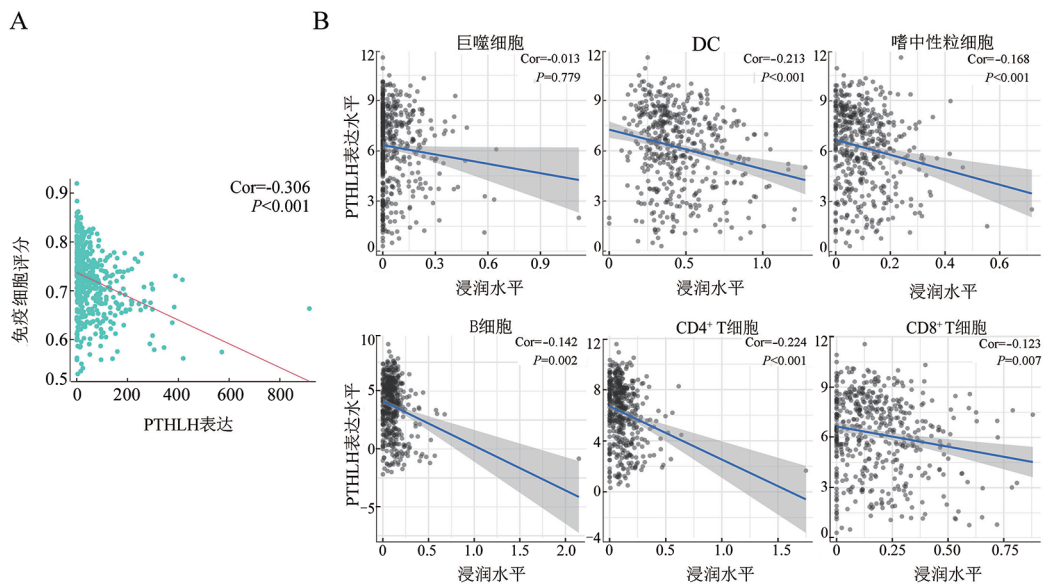 A
Cor=-0.306
P<0.001
0.9
0.8
0.7
0.6
0.5
免疫细胞评分
0 200 400 600 800
PTHLH表达
B
巨噬细胞
Cor=-0.013
P=0.779
12
9
6
3
0
PTHLH表达水平
0 0.3 0.6 0.9
浸润水平
DC
Cor=-0.213
P<0.001
12
9
6
3
0
0 0.5 1.0
浸润水平
嗜中性粒细胞
Cor=-0.168
P<0.001
12
9
6
3
0
0 0.2 0.4 0.6
浸润水平
B细胞
Cor=-0.142
P=0.002
10
5
0
−5
PTHLH表达水平
0 0.5 1.0 1.5 2.0
浸润水平
CD4⁺ T细胞
Cor=-0.224
P<0.001
12
8
4
0
−4
0 0.5 1.0 1.5
浸润水平
CD8⁺ T细胞
Cor=-0.123
P=0.007
12
9
6
3
0
0 0.25 0.50 0.75
浸润水平